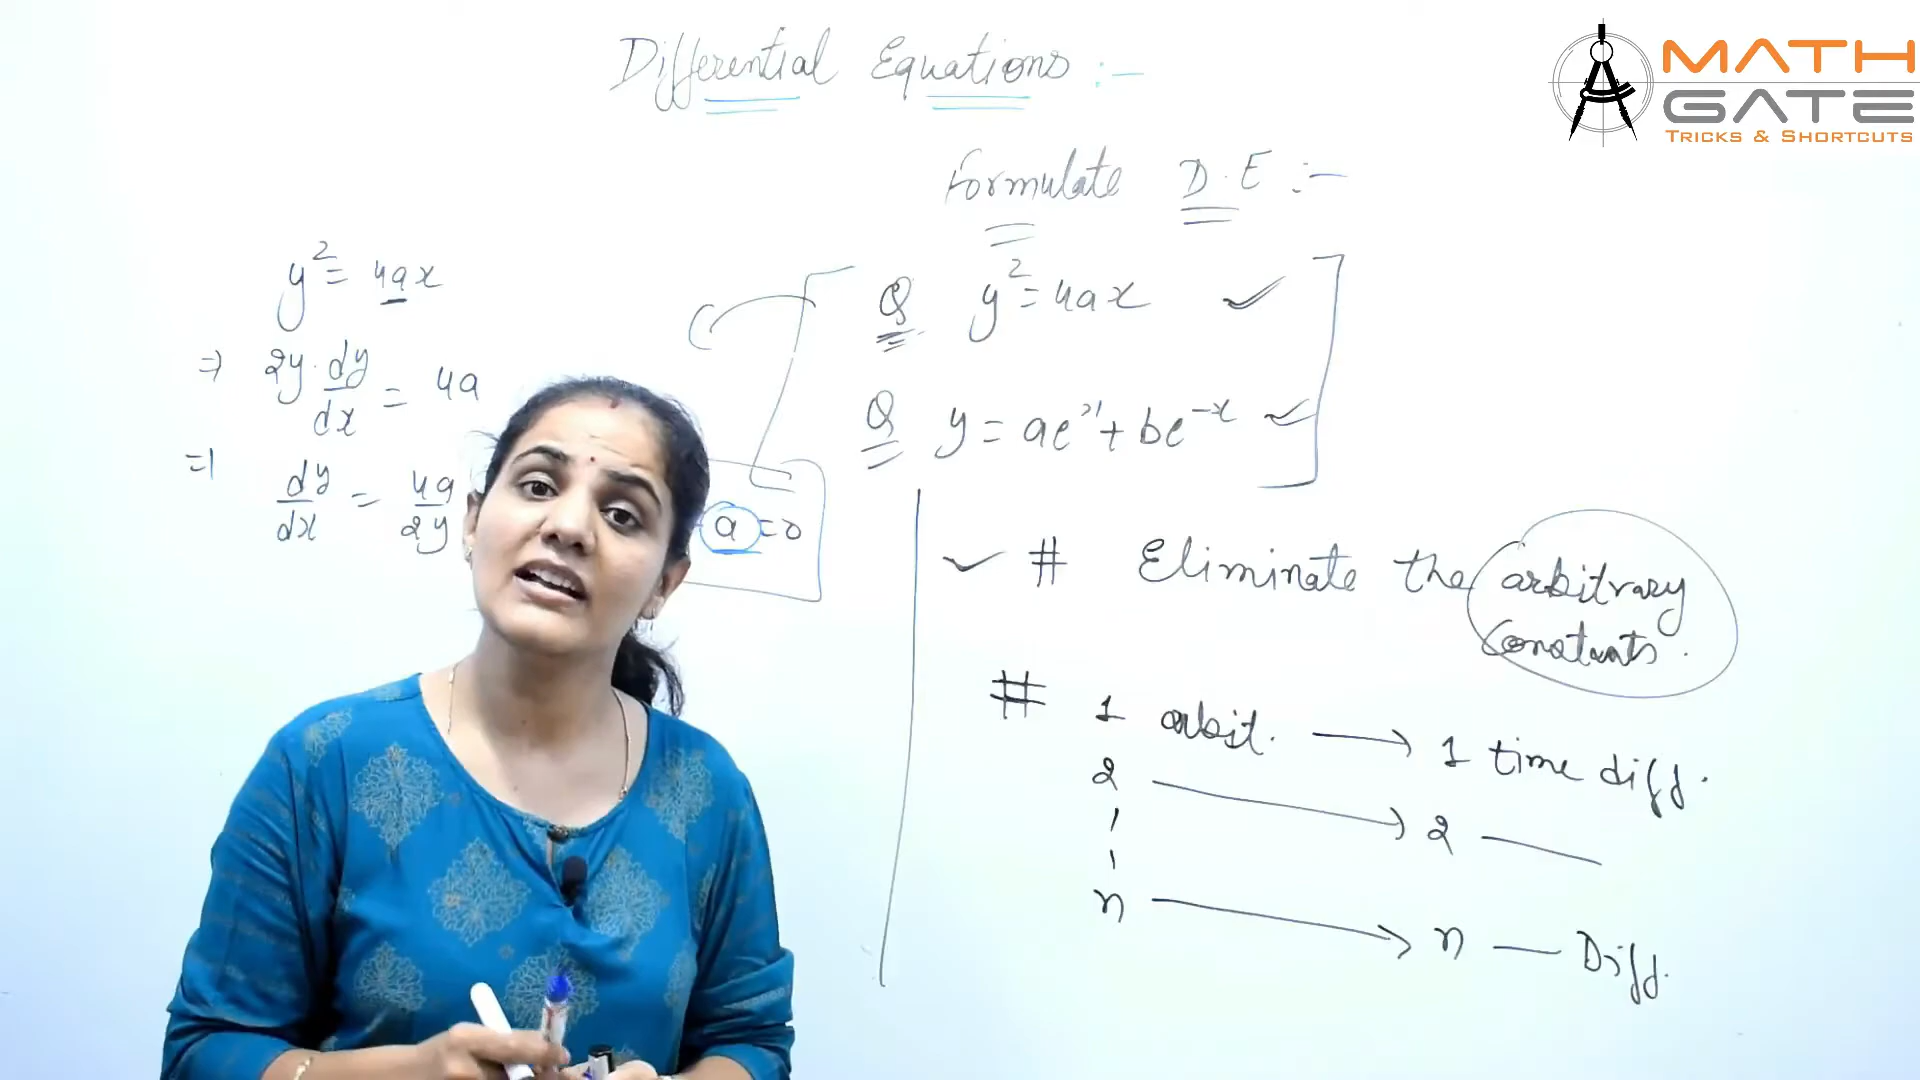 Differential Equations :-
MATH
GATE
TRICKS & SHORTCUTS
Formulate D.E :-
y² = 4ax
⇒ 2y. dy/dx = 4a
⇒ dy/dx = 4a/2y
a = 0
Q y² = 4ax ✓
Q y = aeˣ + be⁻ˣ ✓
✓ # Eliminate the arbitrary
constants.
# 1 arbit. → 1 time diff.
2 → 2 —
n → n — Diff.